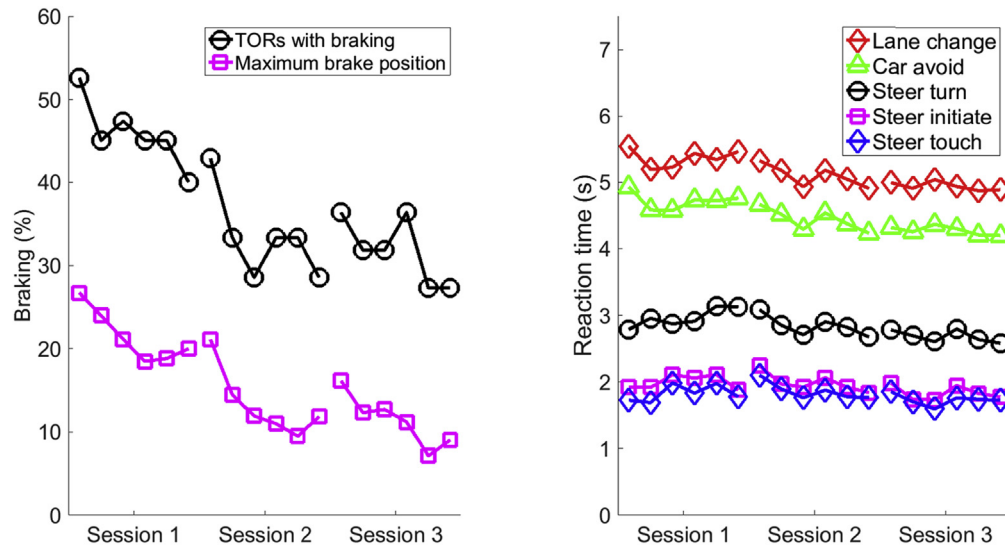 60
50
40
30
20
10
0
Braking (%)
TORs with braking
Maximum brake position
Session 1 Session 2 Session 3
7
6
5
4
3
2
1
0
Reaction time (s)
Lane change
Car avoid
Steer turn
Steer initiate
Steer touch
Session 1 Session 2 Session 3